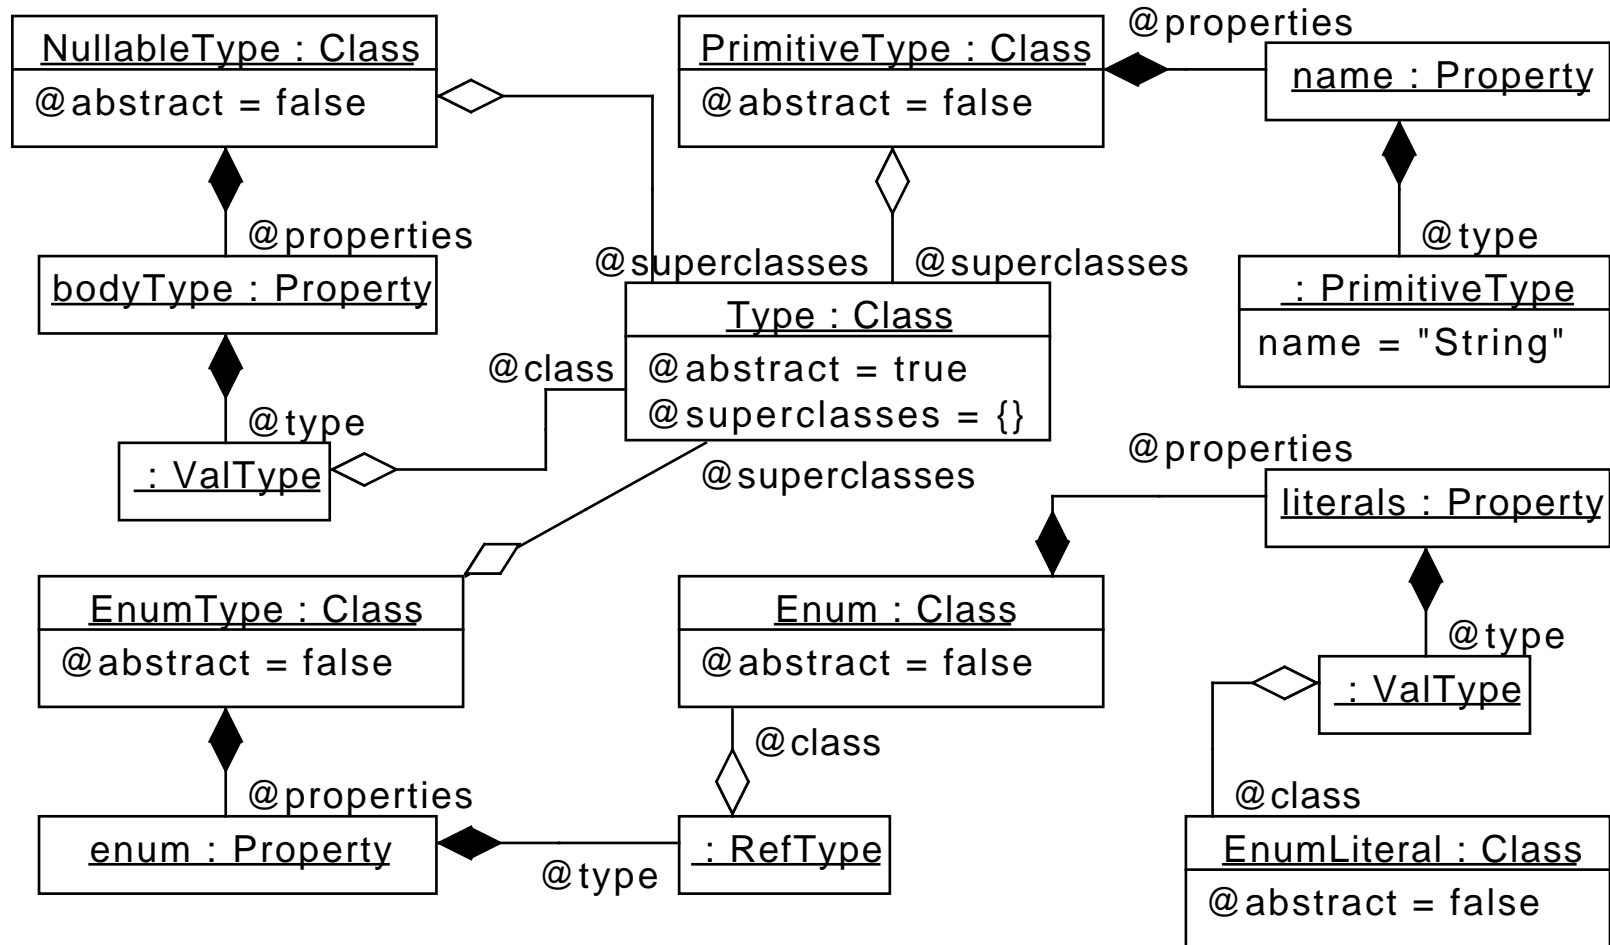 @properties
NullableType : Class
@abstract = false
PrimitiveType : Class
@abstract = false
name : Property
@properties
bodyType : Property
@superclasses
@superclasses
@type
: PrimitiveType
name = "String"
Type : Class
@abstract = true
@superclasses = {}
@class
@type
: ValType
@superclasses
@properties
literals : Property
EnumType : Class
@abstract = false
Enum : Class
@abstract = false
@type
: ValType
@class
@properties
enum : Property
@type
: RefType
@class
EnumLiteral : Class
@abstract = false